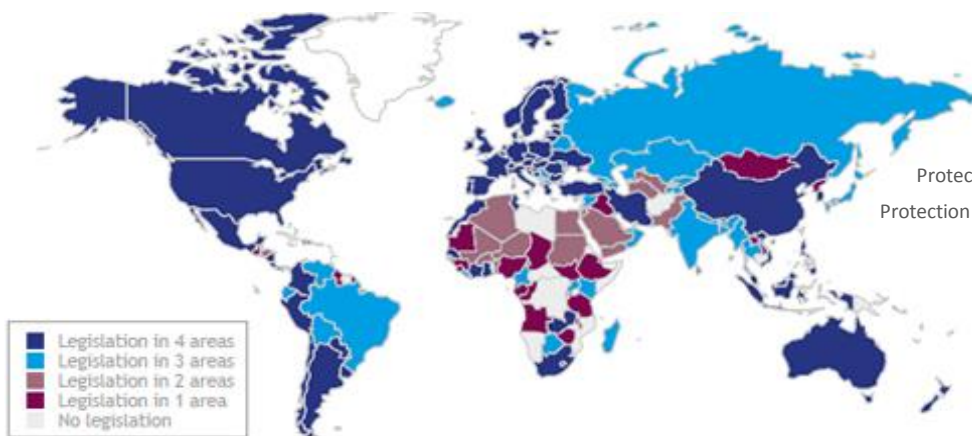 Protec
Protection
Legislation in 4 areas
Legislation in 3 areas
Legislation in 2 areas
Legislation in 1 area
No legislation